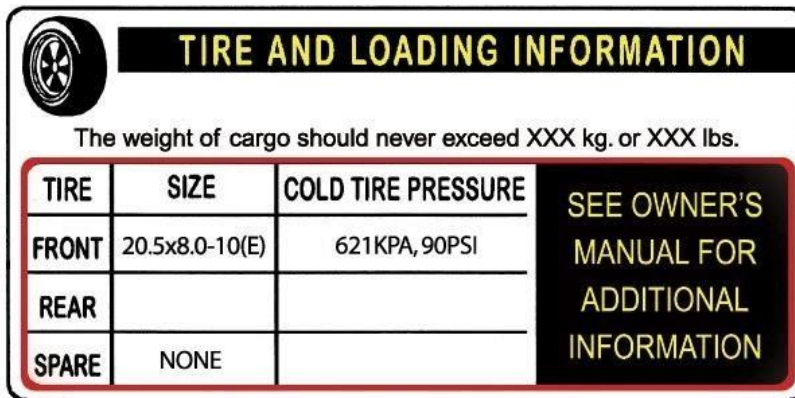 TIRE AND LOADING INFORMATION
The weight of cargo should never exceed XXX kg. or XXX lbs.
TIRE SIZE COLD TIRE PRESSURE
FRONT 20.5x8.0-10(E) 621KPA, 90PSI
REAR
SPARE NONE
SEE OWNER'S
MANUAL FOR
ADDITIONAL
INFORMATION